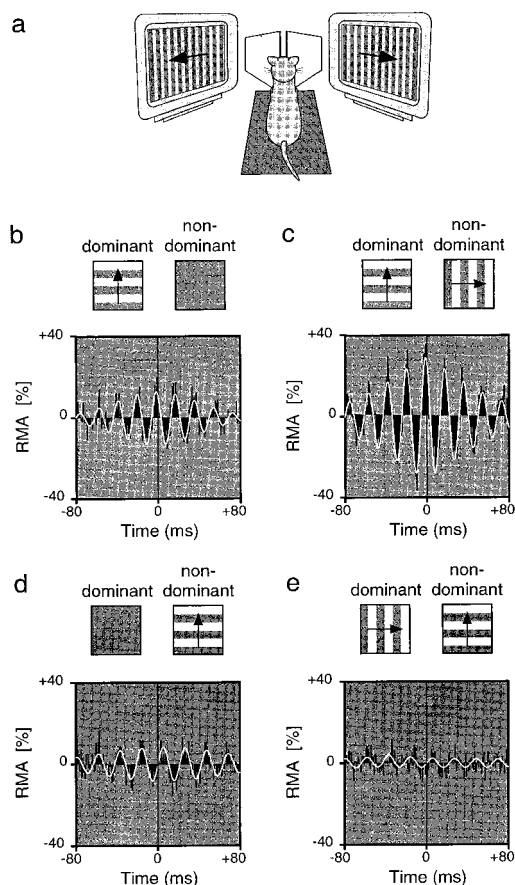 a
b
dominant
non-
dominant
+40
0
-40
RMA [%]
-80
0
+80
Time (ms)
c
dominant
non-
dominant
+40
0
-40
RMA [%]
-80
0
+80
Time (ms)
d
dominant
non-
dominant
+40
0
-40
RMA [%]
-80
0
+80
Time (ms)
e
dominant
non-
dominant
+40
0
-40
RMA [%]
-80
0
+80
Time (ms)